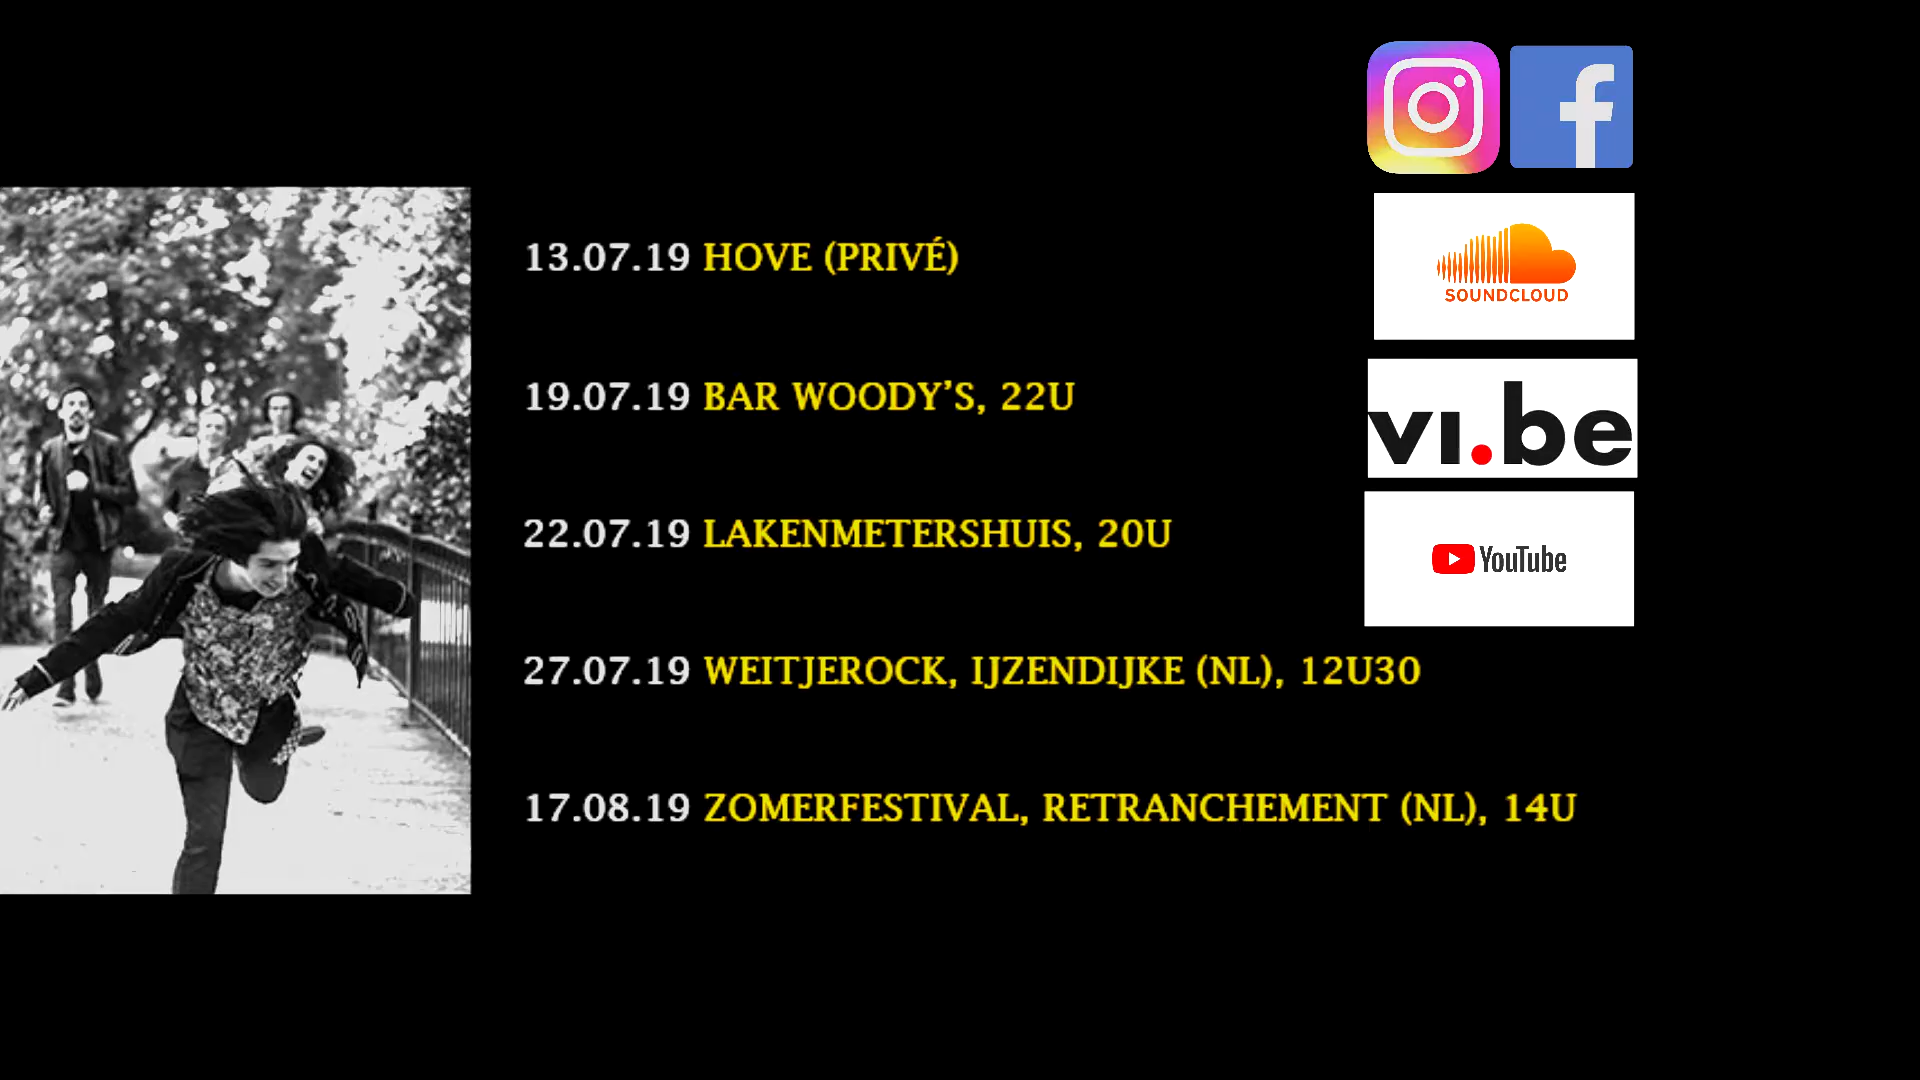 13.07.19 HOVE (PRIVÉ)
19.07.19 BAR WOODY’S, 22U
22.07.19 LAKENMETERSHUIS, 20U
27.07.19 WEITJEROCK, IJZENDIJKE (NL), 12U30
17.08.19 ZOMERFESTIVAL, RETRANCHEMENT (NL), 14U
f
SOUNDCLOUD
vi.be
YouTube